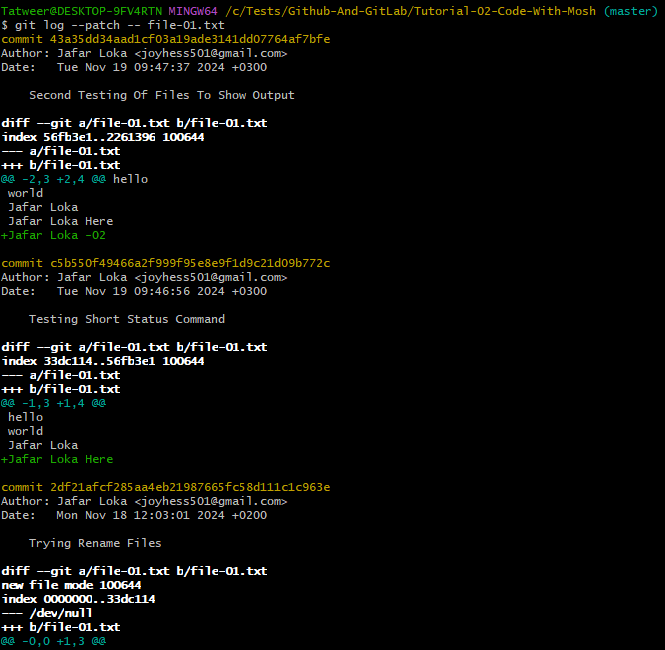 Tatweer@DESKTOP-9FV4RTN MINGW64 /c/Tests/Github-And-GitLab/Tutorial-02-Code-With-Mosh (master)
$ git log --patch -- file-01.txt
commit 43a35dd34aad1cf03a19ade3141dd07764af7bfe
Author: Jafar Loka <joyhess501@gmail.com>
Date:   Tue Nov 19 09:47:37 2024 +0300

    Second Testing Of Files To Show Output

diff --git a/file-01.txt b/file-01.txt
index 56fb3e1..2261396 100644
--- a/file-01.txt
+++ b/file-01.txt
@@ -2,3 +2,4 @@ hello
 world
 Jafar Loka
 Jafar Loka Here
+Jafar Loka -02

commit c5b550f49466a2f999f95e8e9f1d9c21d09b772c
Author: Jafar Loka <joyhess501@gmail.com>
Date:   Tue Nov 19 09:46:56 2024 +0300

    Testing Short Status Command

diff --git a/file-01.txt b/file-01.txt
index 33dc114..56fb3e1 100644
--- a/file-01.txt
+++ b/file-01.txt
@@ -1,3 +1,4 @@
 hello
 world
 Jafar Loka
+Jafar Loka Here

commit 2df21afcf285aa4eb21987665fc58d111c1c963e
Author: Jafar Loka <joyhess501@gmail.com>
Date:   Mon Nov 18 12:03:01 2024 +0200

    Trying Rename Files

diff --git a/file-01.txt b/file-01.txt
new file mode 100644
index 0000000..33dc114
--- /dev/null
+++ b/file-01.txt
@@ -0,0 +1,3 @@